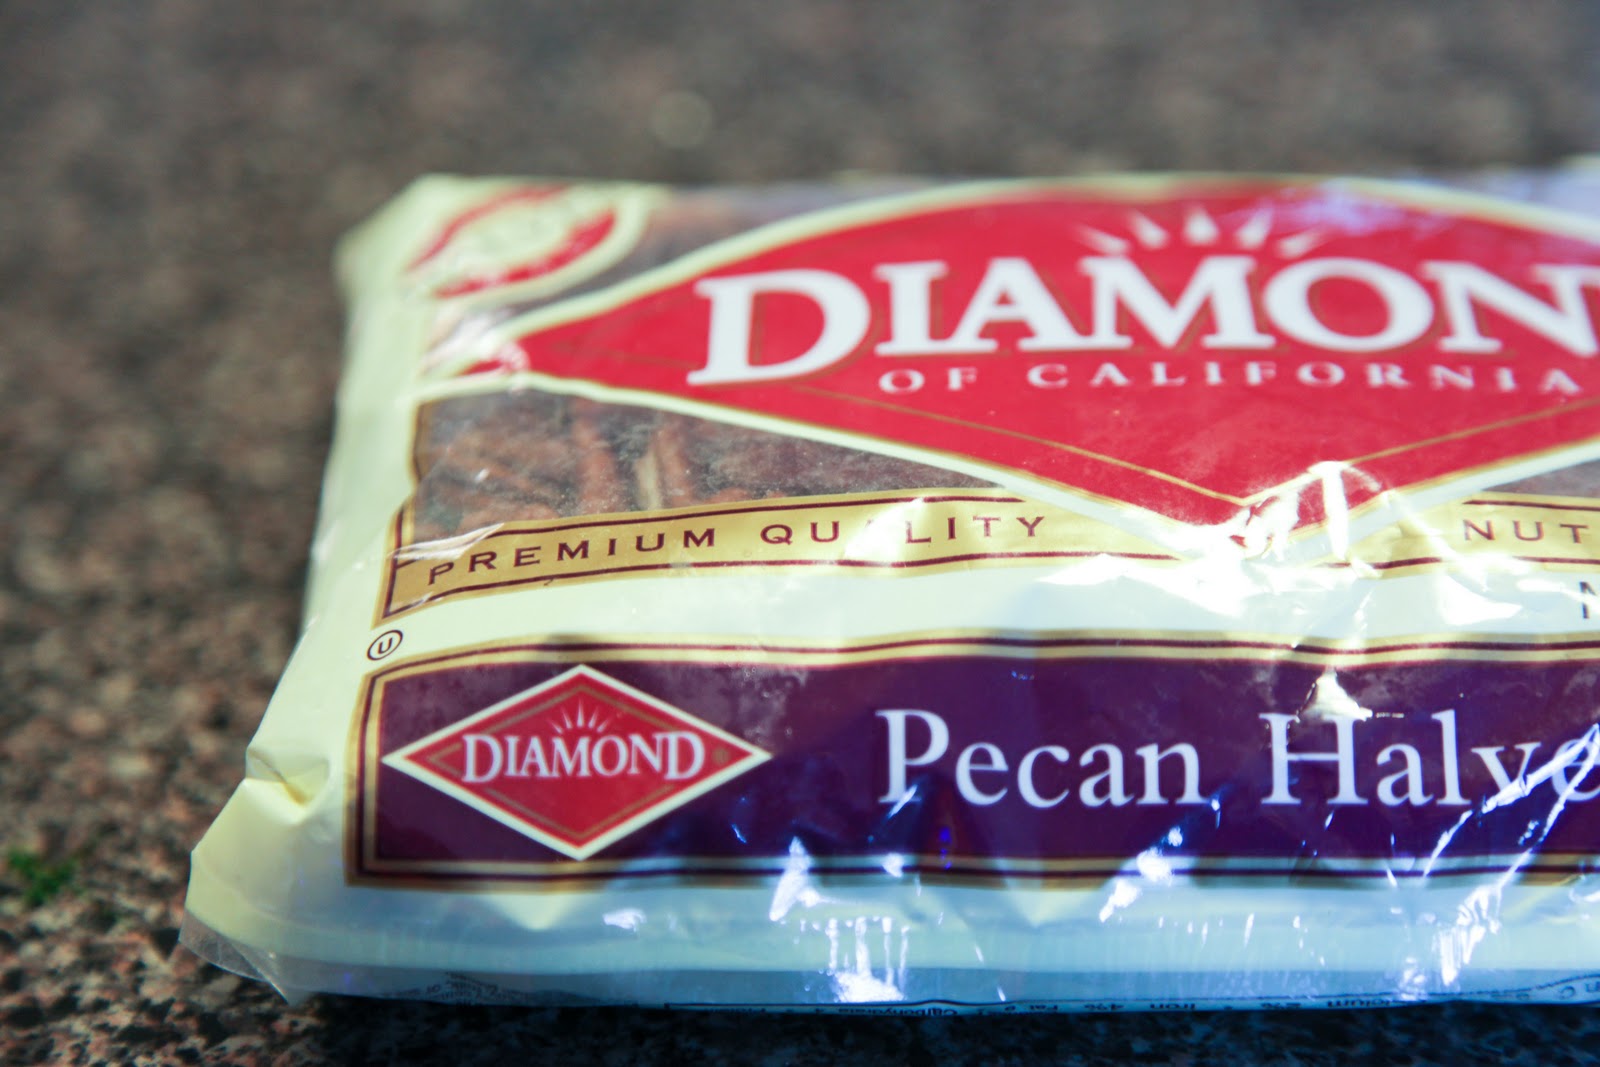 DIAMON
OF CALIFORNIA
PREMIUM QUALITY NUT
U
DIAMOND
Pecan Halve